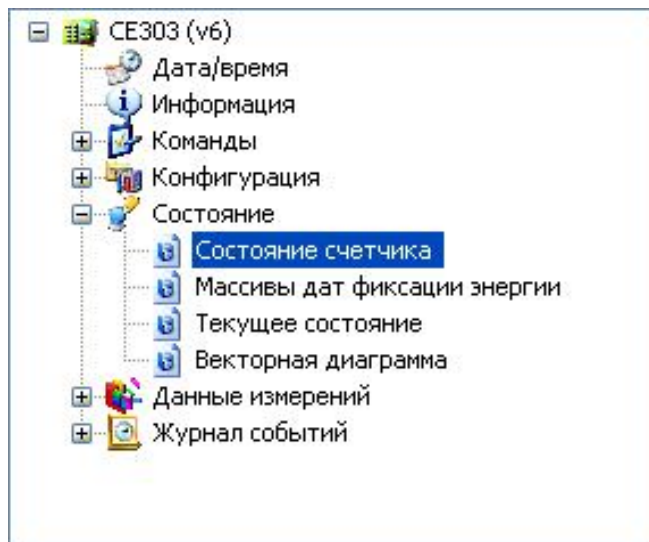 CE303 (v6)
Дата/время
Информация
Команды
Конфигурация
Состояние
Состояние счетчика
Массивы дат фиксации энергии
Текущее состояние
Векторная диаграмма
Данные измерений
Журнал событий